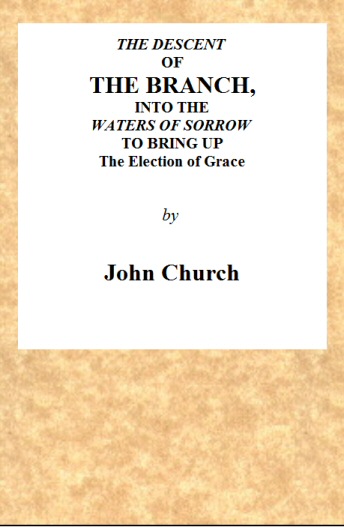 THE DESCENT
OF
THE BRANCH,
INTO THE
WATERS OF SORROW
TO BRING UP
The Election of Grace
by
John Church